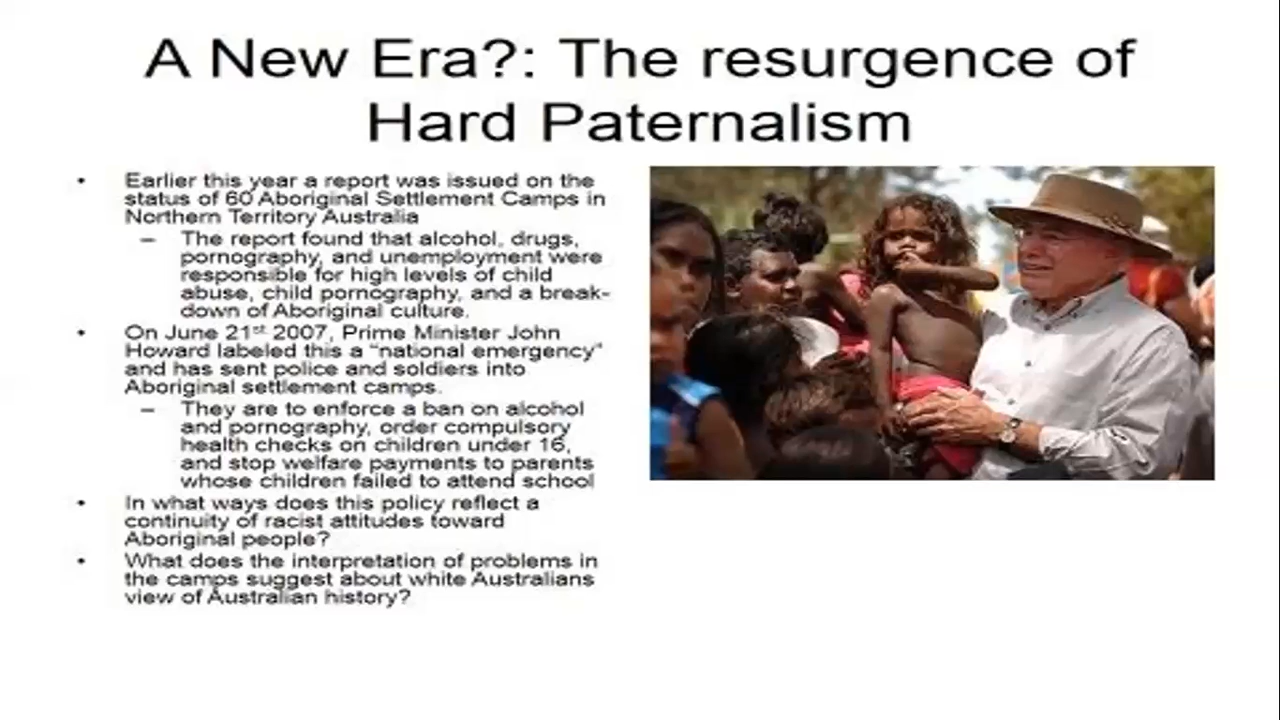 A New Era?: The resurgence of
Hard Paternalism
• Earlier this year a report was issued on the
status of 60 Aboriginal Settlement Camps in
Northern Territory Australia
– The report found that alcohol, drugs,
pornography, and unemployment were
responsible for high levels of child
abuse, child pornography, and a break-
down of Aboriginal culture.
• On June 21st 2007, Prime Minister John
Howard labeled this a "national emergency"
and has sent police and soldiers into
Aboriginal settlement camps.
– They are to enforce a ban on alcohol
and pornography, order compulsory
health checks on children under 16,
and stop welfare payments to parents
whose children failed to attend school
• In what ways does this policy reflect a
continuity of racist attitudes toward
Aboriginal people?
• What does the interpretation of problems in
the camps suggest about white Australians
view of Australian history?